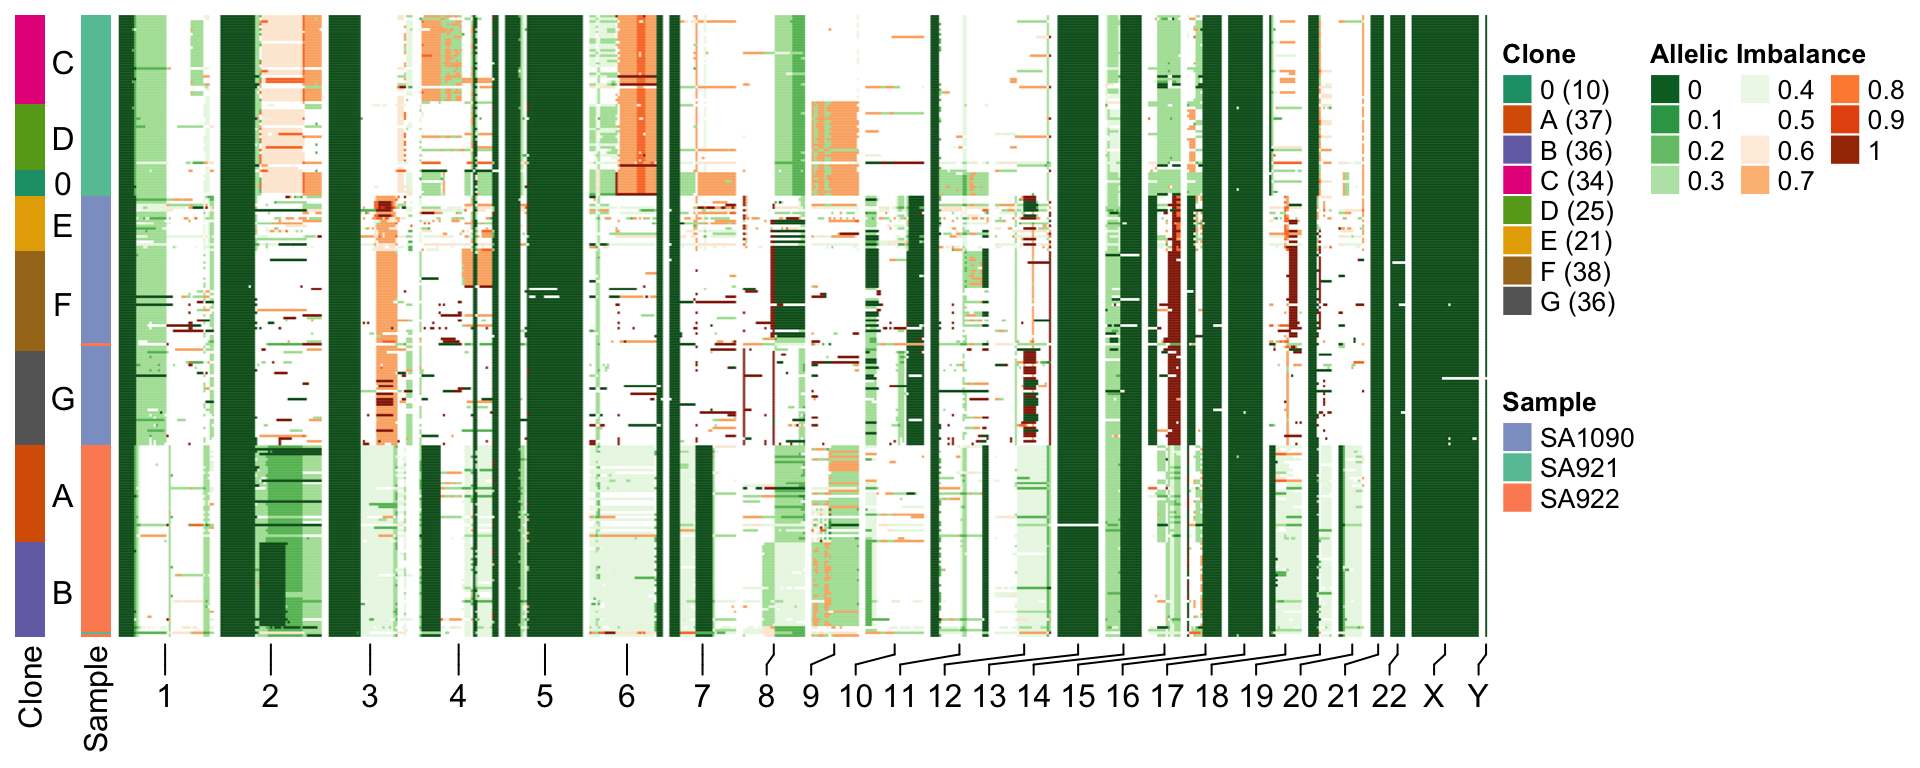 C
D
0
E
F
G
A
B
Clone
Sample
1 2 3 4 5 6 7 8 9 10 11 12 13 14 15 16 17 18 19 20 21 22 X Y
Clone
0 (10)
A (37)
B (36)
C (34)
D (25)
E (21)
F (38)
G (36)
Allelic Imbalance
0 0.4 0.8
0.1 0.5 0.9
0.2 0.6 1
0.3 0.7
Sample
SA1090
SA921
SA922